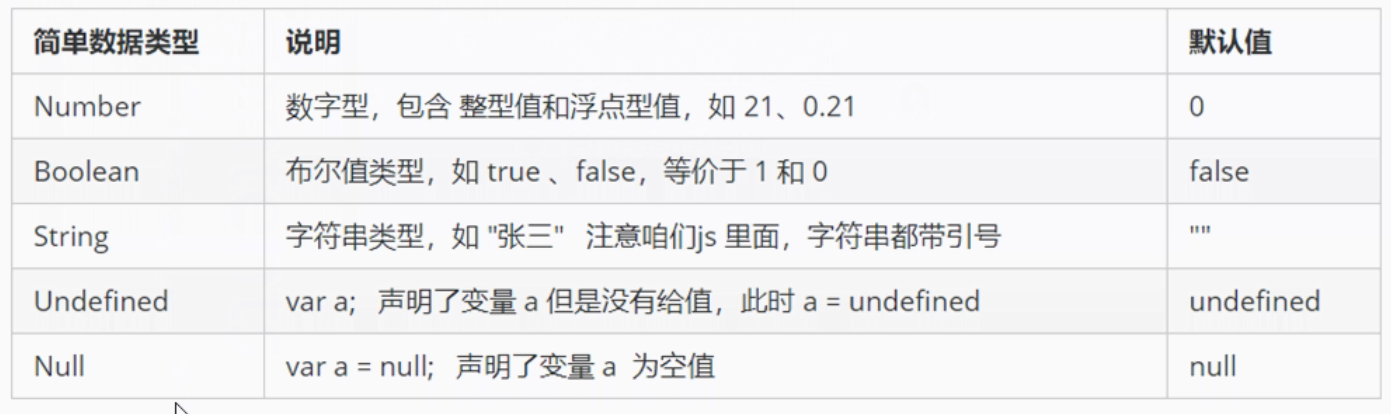 简单数据类型 说明 默认值
Number 数字型，包含 整型值和浮点型值，如 21、0.21 0
Boolean 布尔值类型，如 true 、false，等价于 1 和 0 false
String 字符串类型，如 "张三" 注意咱们js 里面，字符串都带引号 ""
Undefined var a; 声明了变量 a 但是没有给值，此时 a = undefined undefined
Null var a = null; 声明了变量 a 为空值 null